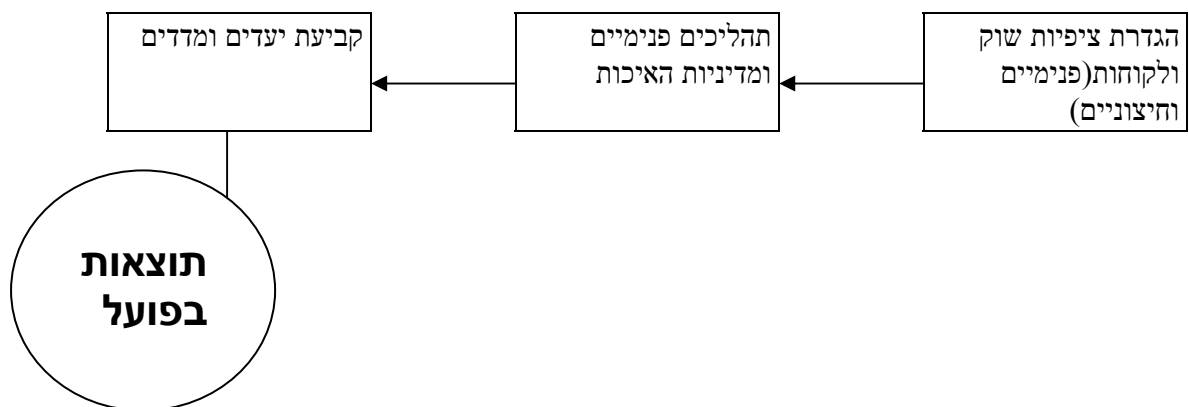 הגדרת ציפיות שוק
ולקוחות(פנימיים
וחיצוניים)
תהליכים פנימיים
ומדיניות האיכות
קביעת יעדים ומדדים
תוצאות
בפועל